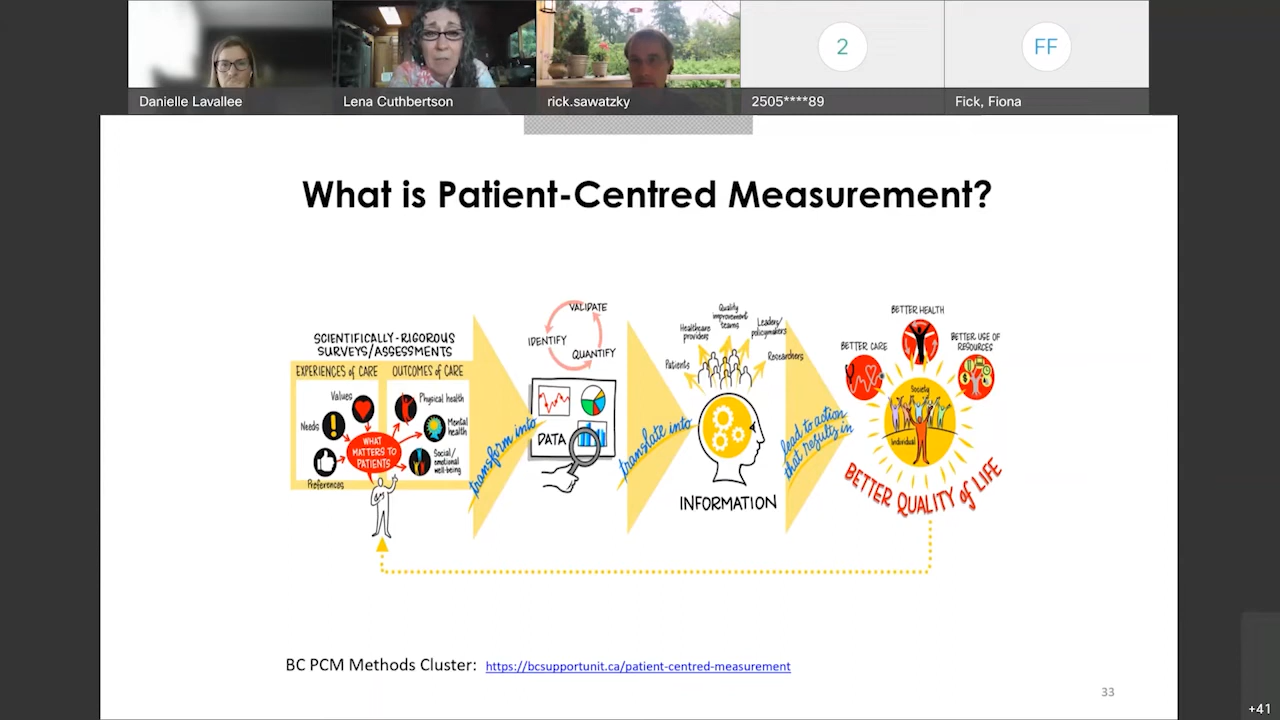 2
FF
Danielle Lavallee
Lena Cuthbertson
rick.sawatzky
2505****89
Fick, Fiona
What is Patient-Centred Measurement?
SCIENTIFICALLY-RIGOROUS
SURVEYS/ASSESSMENTS
EXPERIENCES of CARE
OUTCOMES OF CARE
Values
Needs
Preferences
WHAT
MATTERS TO
PATIENTS
Physical health
Mental
health
Social/
emotional
well-being
transform into
VALIDATE
IDENTIFY
QUANTIFY
DATA
translate into
Patients
Healthcare
providers
Quality
improvement
teams
Leaders/
policymakers
Researchers
INFORMATION
lead to action
that results in
BETTER CARE
BETTER HEALTH
BETTER USE OF
RESOURCES
Society
Individual
BETTER QUALITY of LIFE
BC PCM Methods Cluster: https://bcsupportunit.ca/patient-centred-measurement
33
+41